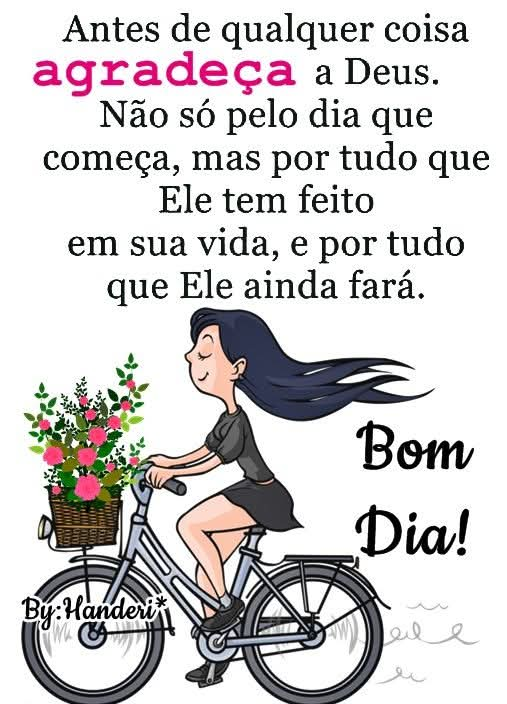 Antes de qualquer coisa
agradeça a Deus.
Não só pelo dia que
começa, mas por tudo que
Ele tem feito
em sua vida, e por tudo
que Ele ainda fará.
Bom
Dia!
By:Handeri*